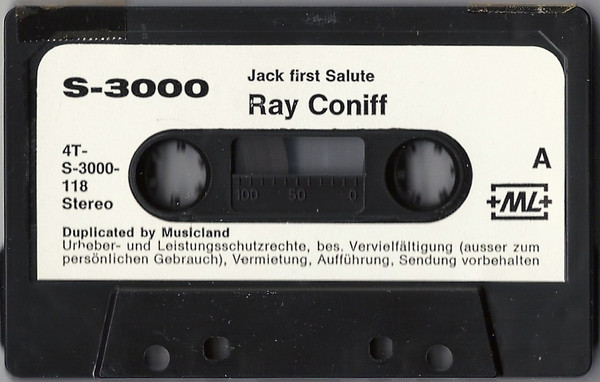 S-3000
Jack first Salute
Ray Coniff
4T-
S-3000-
118
Stereo
100 50 0
A
+ML+
Duplicated by Musicland
Urheber- und Leistungsschutzrechte, bes. Vervielfältigung (ausser zum
persönlichen Gebrauch), Vermietung, Aufführung, Sendung vorbehalten